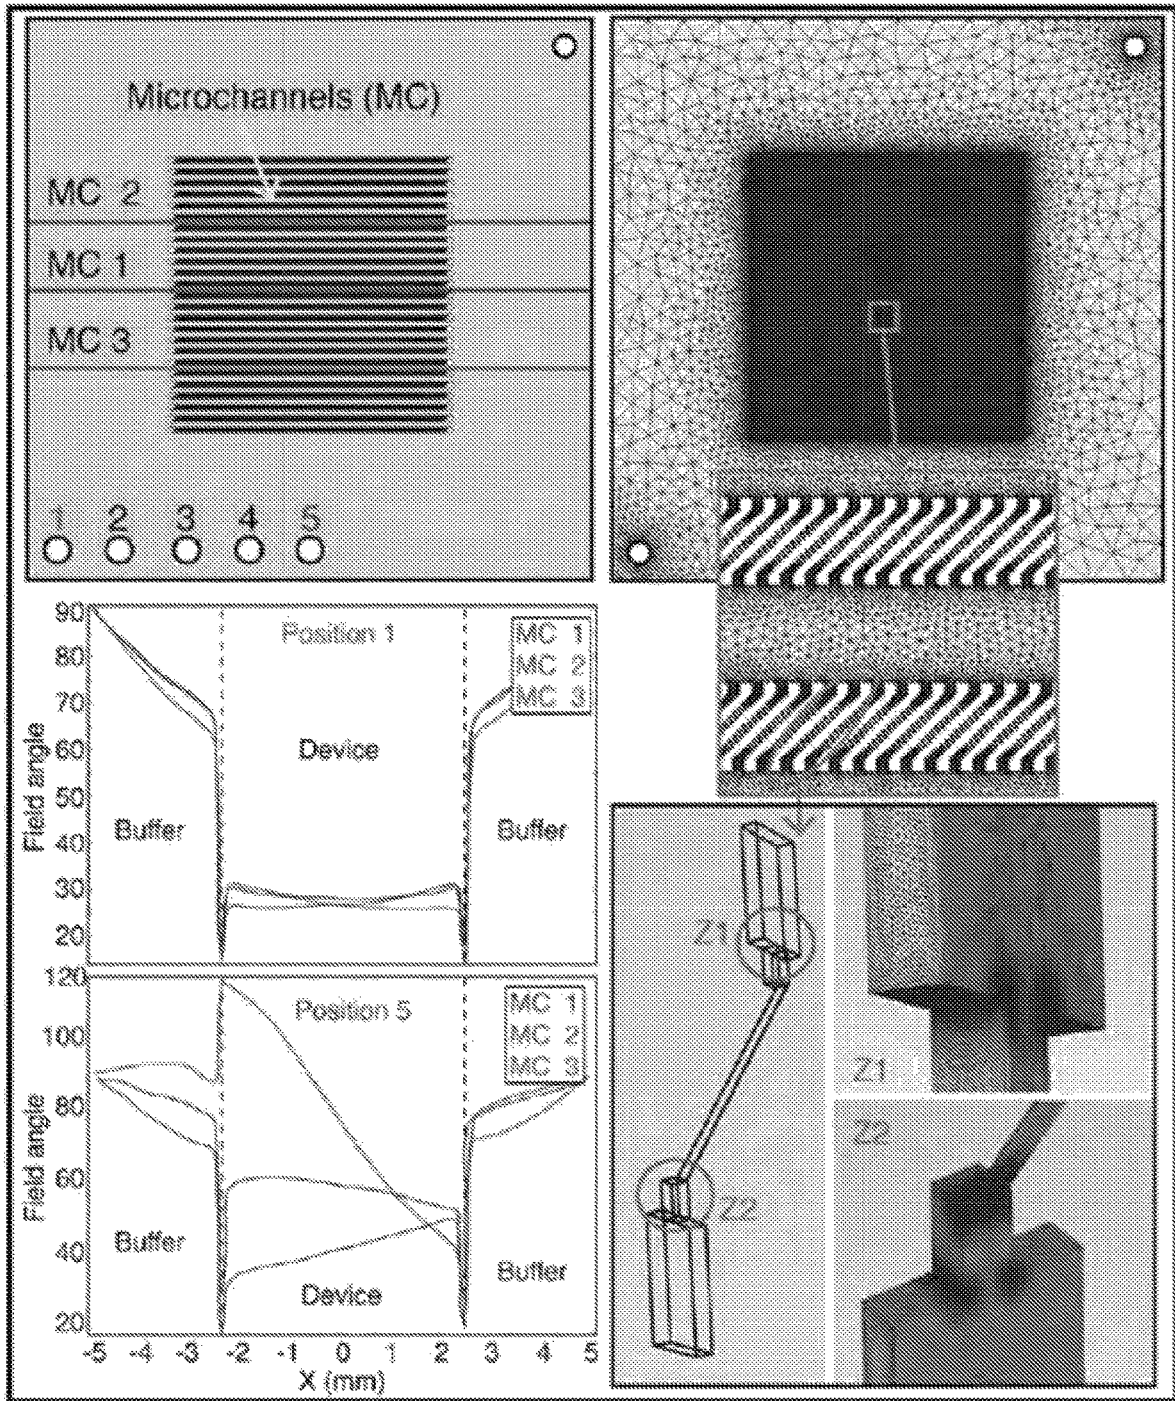 Microchannels (MC)
MC 2
MC 1
MC 3
1 2 3 4 5
90
80
70
60
50
40
30
20
Field angle
Position 1
MC 1
MC 2
MC 3
Device
Buffer
Buffer
120
100
80
60
40
20
Field angle
Position 5
MC 1
MC 2
MC 3
Buffer
Device
Buffer
-5 -4 -3 -2 -1 0 1 2 3 4 5
X (mm)
Z1
Z2
Z1
Z2